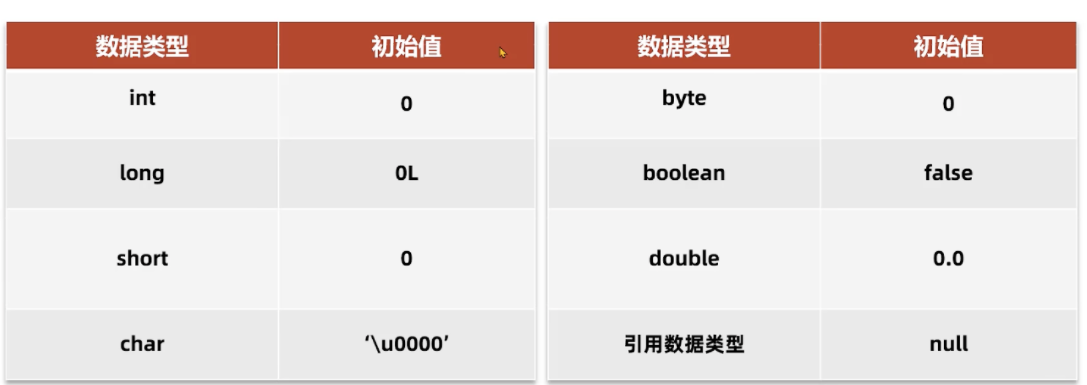 数据类型 初始值
int 0
long 0L
short 0
char ‘\u0000’
数据类型 初始值
byte 0
boolean false
double 0.0
引用数据类型 null